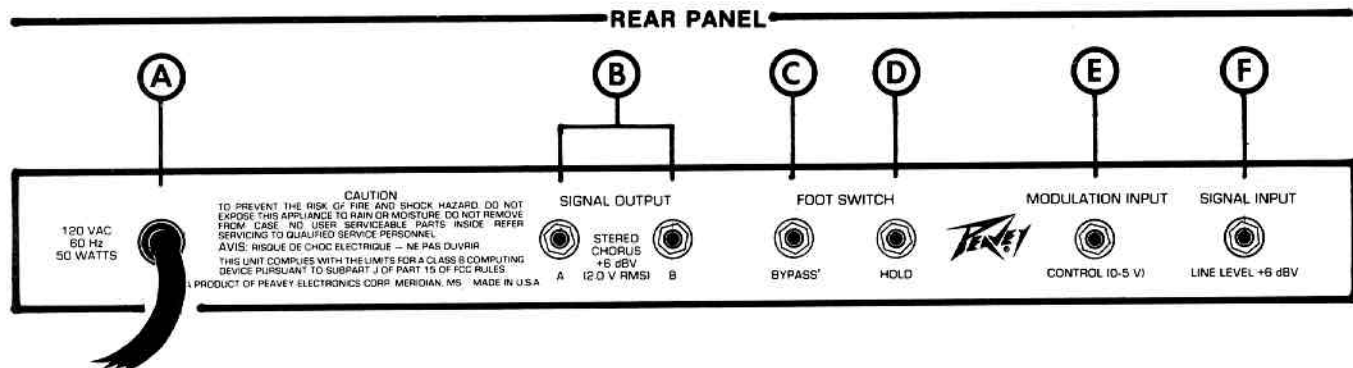 REAR PANEL
A
B
C
D
E
F
120 VAC
60 Hz
50 WATTS
CAUTION
TO PREVENT THE RISK OF FIRE AND SHOCK HAZARD, DO NOT
EXPOSE THIS APPLIANCE TO RAIN OR MOISTURE. DO NOT REMOVE
FROM CASE. NO USER SERVICEABLE PARTS INSIDE. REFER
SERVICING TO QUALIFIED SERVICE PERSONNEL
AVIS: RISQUE DE CHOC ELECTRIQUE — NE PAS OUVRIR
THIS UNIT COMPLIES WITH THE LIMITS FOR A CLASS B COMPUTING
DEVICE PURSUANT TO SUBPART J OF PART 15 OF FCC RULES.
A PRODUCT OF PEAVEY ELECTRONICS CORP. MERIDIAN, MS MADE IN U.S.A
SIGNAL OUTPUT
A
STEREO
CHORUS
+6 dBV
(2.0 V RMS)
B
FOOT SWITCH
BYPASS
HOLD
PEAVEY
MODULATION INPUT
CONTROL (0-5 V)
SIGNAL INPUT
LINE LEVEL +6 dBV